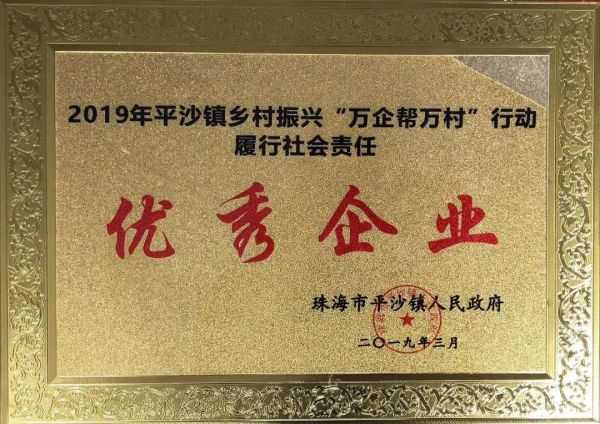 2019年平沙镇乡村振兴“万企帮万村”行动
履行社会责任
优秀企业
珠海市平沙镇人民政府
二〇一九年三月